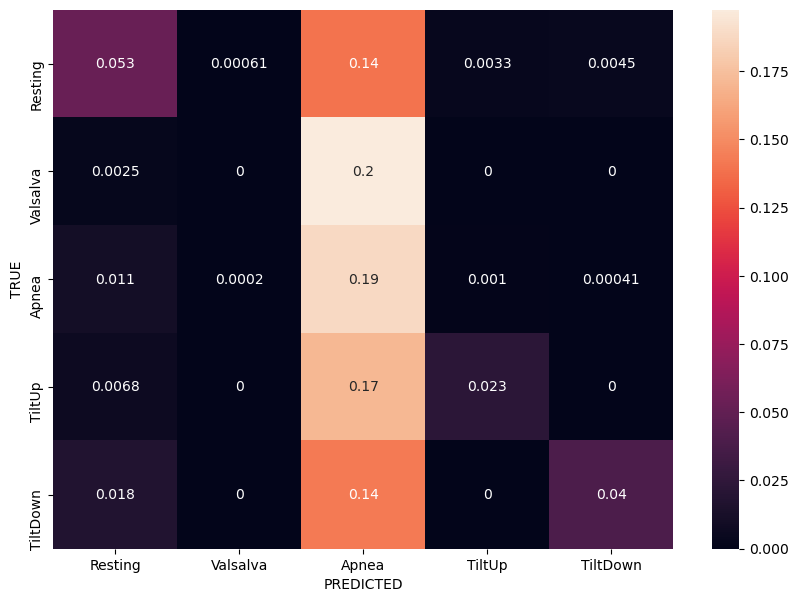 Resting 0.053 0.00061 0.14 0.0033 0.0045
Valsalva 0.0025 0 0.2 0 0
Apnea 0.011 0.0002 0.19 0.001 0.00041
TiltUp 0.0068 0 0.17 0.023 0
TiltDown 0.018 0 0.14 0 0.04
TRUE
Resting Valsalva Apnea TiltUp TiltDown
PREDICTED
0.175
0.150
0.125
0.100
0.075
0.050
0.025
0.000